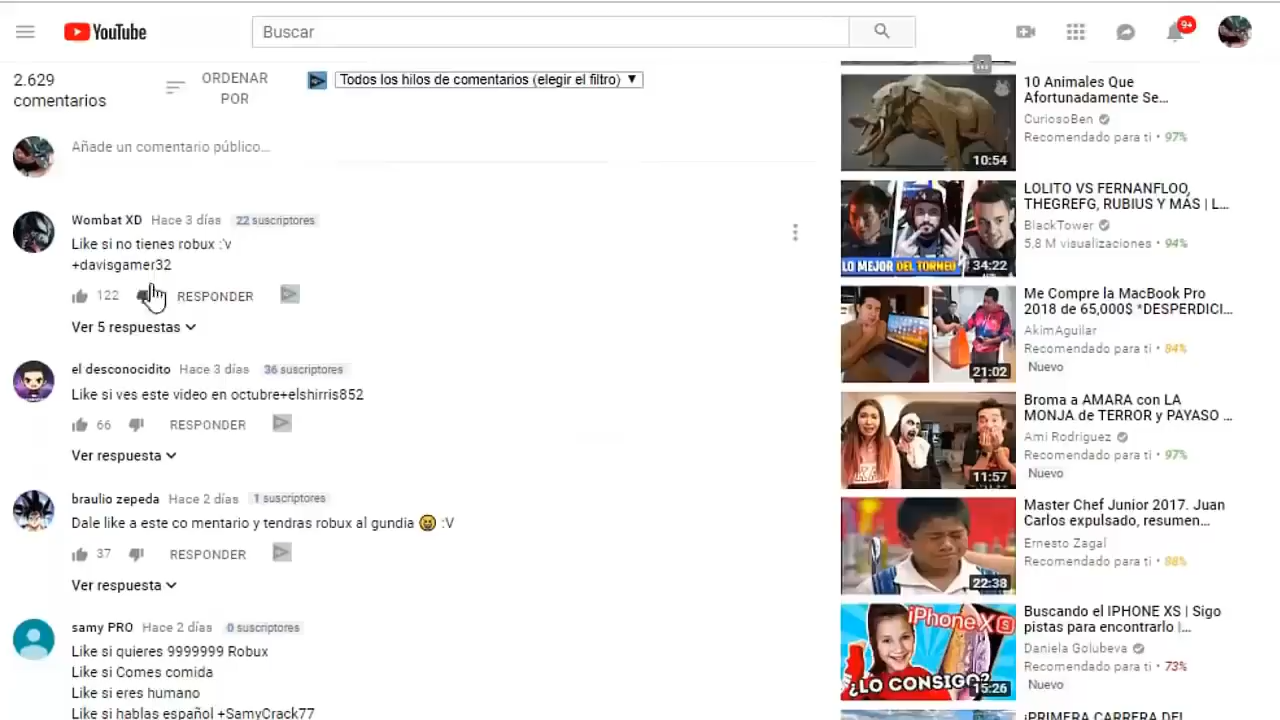 YouTube
Buscar
9+
2.629
comentarios
ORDENAR
POR
Todos los hilos de comentarios (elegir el filtro) ▼
Añade un comentario público...
Wombat XD Hace 3 días 22 suscriptores
Like si no tienes robux :'v
+davisgamer32
122 RESPONDER
Ver 5 respuestas
el desconocidito Hace 3 días 36 suscriptores
Like si ves este video en octubre+elshirris852
66 RESPONDER
Ver respuesta
braulio zepeda Hace 2 días 1 suscriptores
Dale like a este co mentario y tendras robux al gundia 😆 :V
37 RESPONDER
Ver respuesta
samy PRO Hace 2 días 0 suscriptores
Like si quieres 9999999 Robux
Like si Comes comida
Like si eres humano
Like si hablas español +SamyCrack77
10:54
10 Animales Que
Afortunadamente Se...
CuriosoBen
Recomendado para ti • 97%
LO MEJOR DEL TORNEO
34:22
LOLITO VS FERNANFLOO,
THEGREFG, RUBIUS Y MÁS | L...
BlackTower
5,8 M visualizaciones • 94%
21:02
Me Compre la MacBook Pro
2018 de 65,000$ *DESPERDICI...
AkimAguilar
Recomendado para ti • 84%
Nuevo
11:57
Broma a AMARA con LA
MONJA de TERROR y PAYASO ...
Ami Rodriguez
Recomendado para ti • 97%
Nuevo
22:38
Master Chef Junior 2017. Juan
Carlos expulsado, resumen...
Ernesto Zagal
Recomendado para ti • 88%
iPhone XS
¿LO CONSIGO?
15:26
Buscando el IPHONE XS | Sigo
pistas para encontrarlo |...
Daniela Golubeva
Recomendado para ti • 73%
Nuevo
¡PRIMERA CARRERA DEL